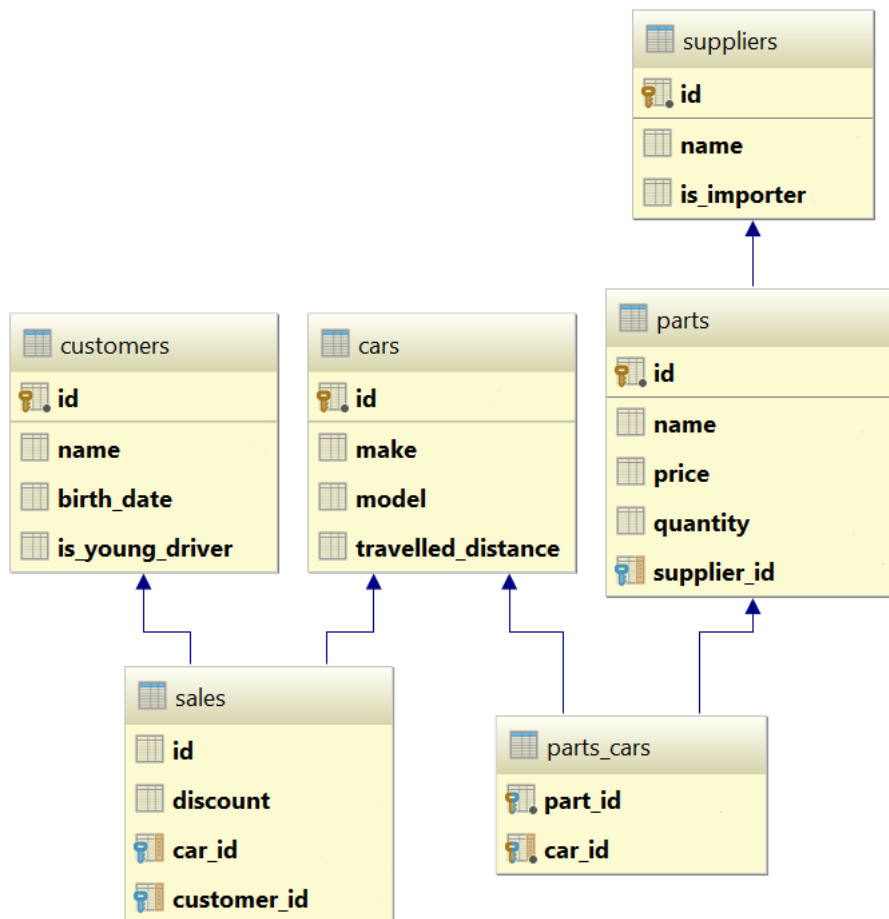 suppliers
id
name
is_importer
customers
id
name
birth_date
is_young_driver
cars
id
make
model
travelled_distance
parts
id
name
price
quantity
supplier_id
sales
id
discount
car_id
customer_id
parts_cars
part_id
car_id